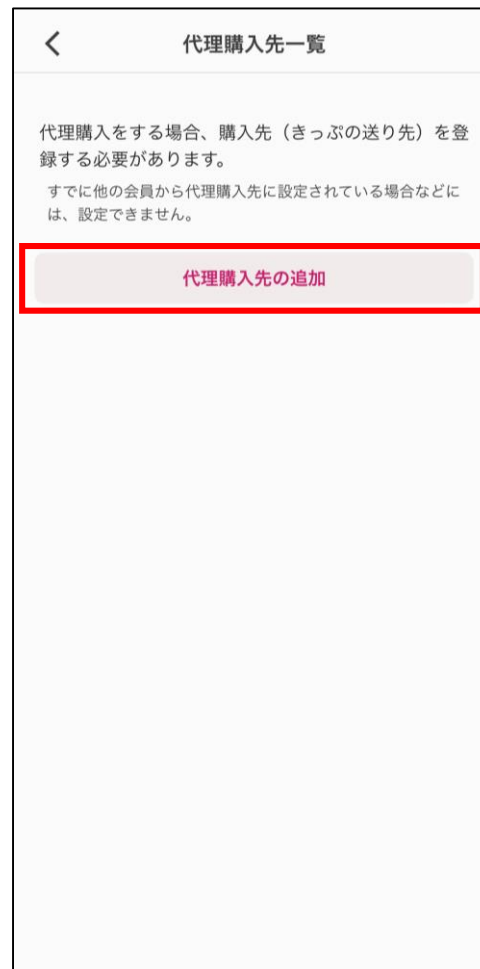 代理購入先一覧
代理購入をする場合、購入先（きっぷの送り先）を登
録する必要があります。
すでに他の会員から代理購入先に設定されている場合などに
は、設定できません。
代理購入先の追加